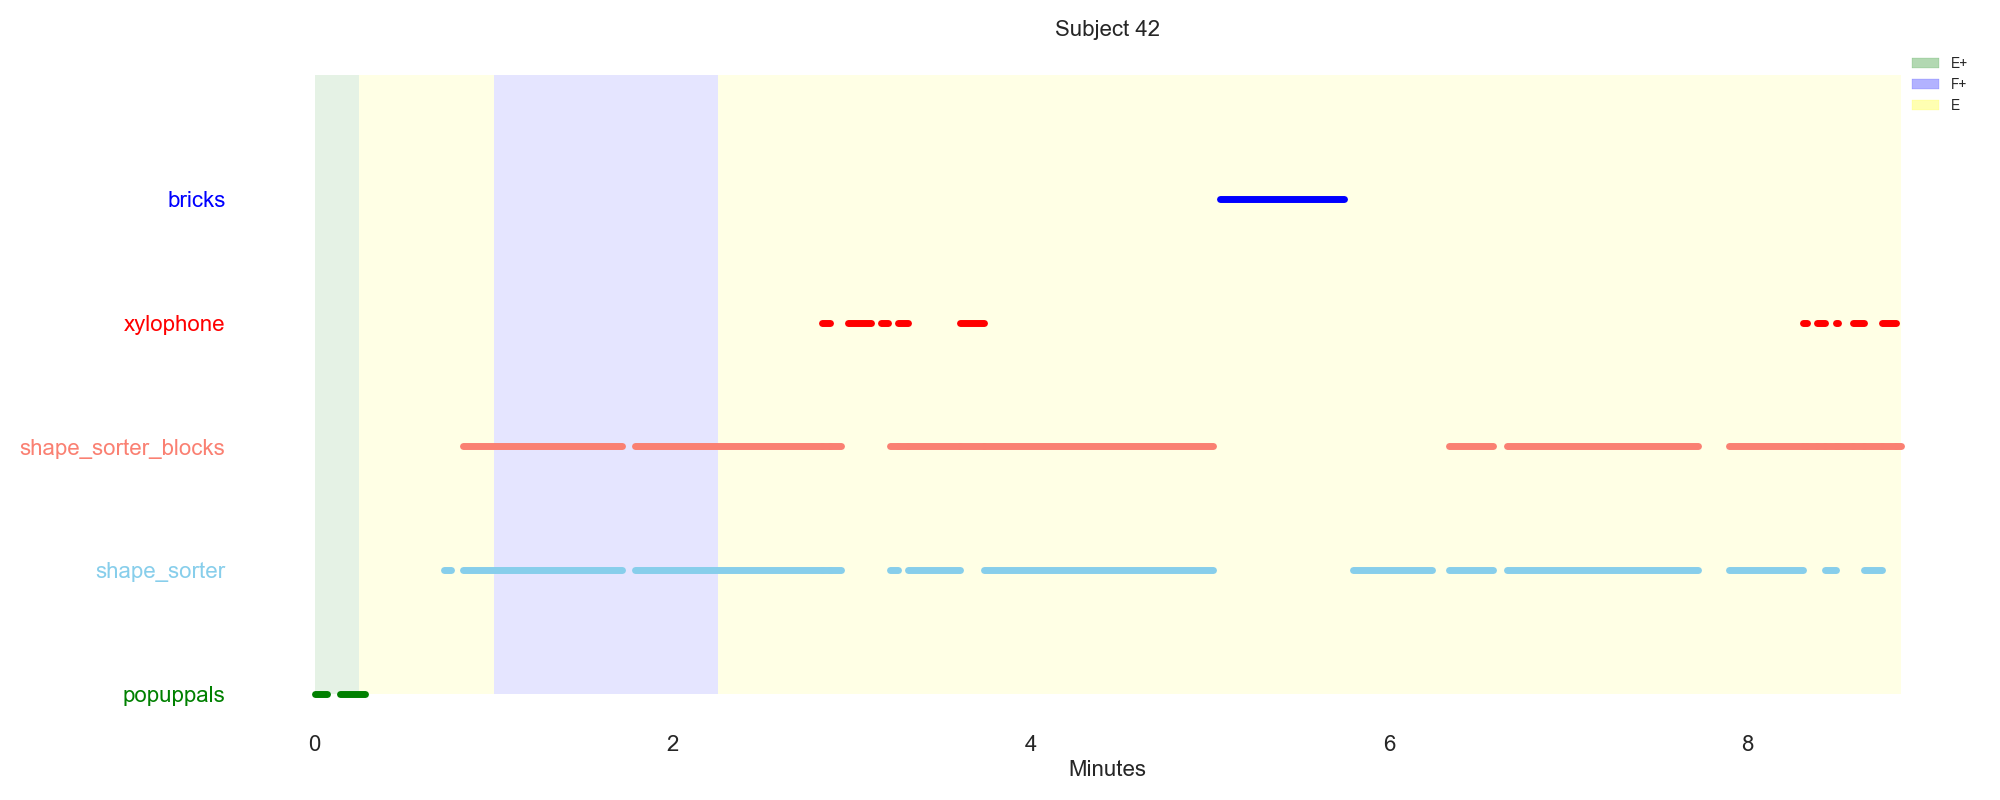 Subject 42
E+
F+
E
bricks
xylophone
shape_sorter_blocks
shape_sorter
popuppals
0 2 4 6 8
Minutes